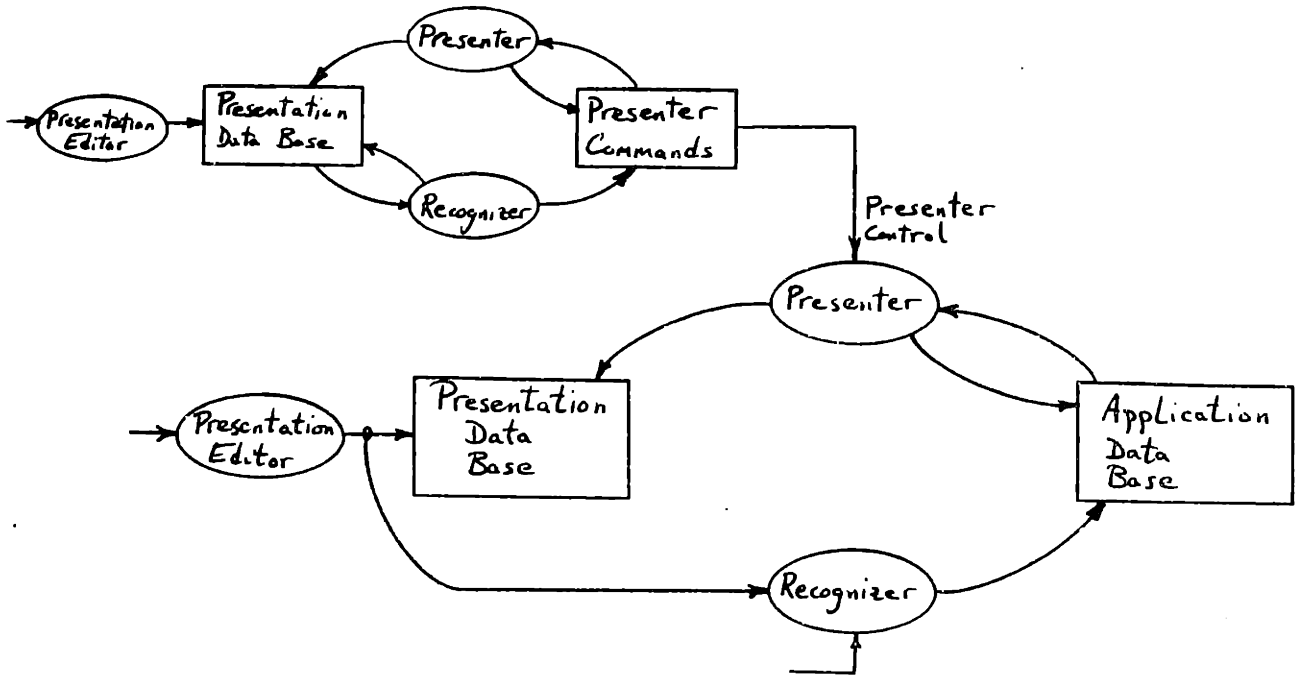 Presenter
Presentation
Data Base
Presenter
Commands
Presentation
Editor
Recognizer
Presenter
Control
Presenter
Presentation
Data
Base
Application
Data
Base
Presentation
Editor
Recognizer